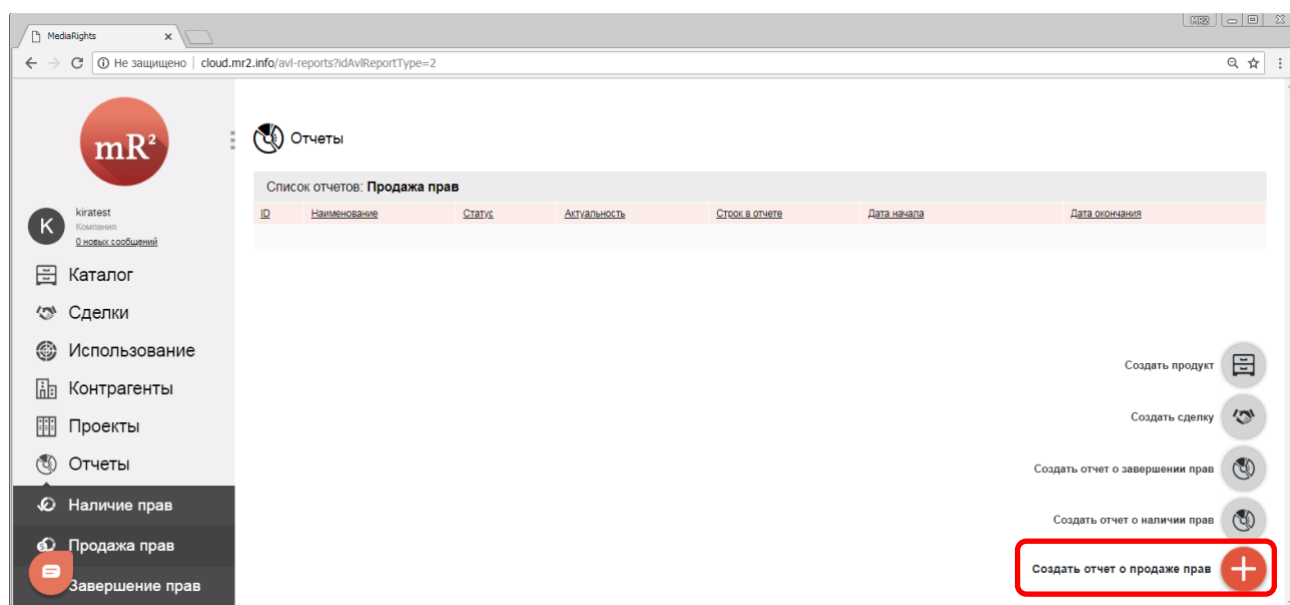 MR2
MediaRights
Не защищено | cloud.mr2.info/avl-reports?idAvlReportType=2
mR²
Отчеты
Список отчетов: Продажа прав
ID Наименование Статус Актуальность Строк в отчете Дата начала Дата окончания
K
kiratest
Компания
0 новых сообщений
Каталог
Сделки
Использование
Контрагенты
Проекты
Отчеты
Наличие прав
Продажа прав
Завершение прав
Создать продукт
Создать сделку
Создать отчет о завершении прав
Создать отчет о наличии прав
Создать отчет о продаже прав